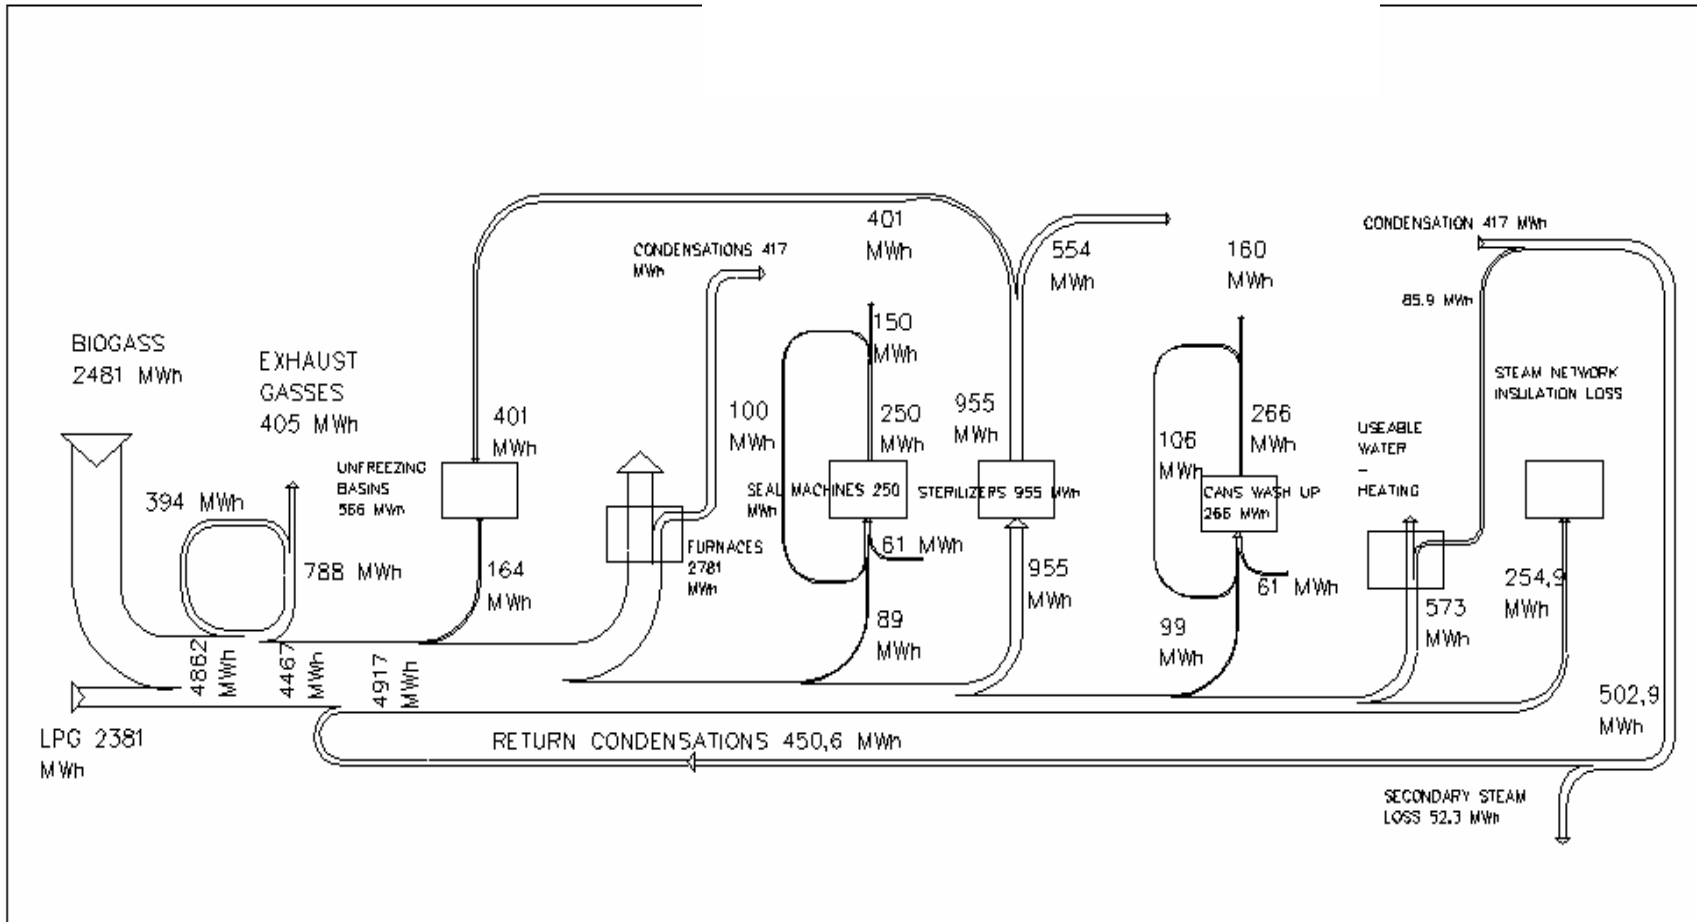 401
MWh
CONDENSATIONS 417
MWh
554
MWh
160
MWh
CONDENSATION 417 MWh
85.9 MWh
BIOGASS
2481 MWh
EXHAUST
GASSES
405 MWh
150
MWh
STEAM NETWORK
INSULATION LOSS
401
MWh
100
MWh
250
MWh
955
MWh
266
MWh
106
MWh
USEABLE
WATER
-
HEATING
UNFREEZING
BASINS
566 MWh
394 MWh
SEAL MACHINES 250
MWh
STERILIZERS 955 MWh
CANS WASH UP
266 MWh
788 MWh
164
MWh
FURNACES
2781
MWh
61 MWh
955
MWh
61 MWh
254,9
MWh
573
MWh
89
MWh
99
MWh
4862
MWh
4467
MWh
4917
MWh
502,9
MWh
LPG 2381
MWh
RETURN CONDENSATIONS 450,6 MWh
SECONDARY STEAM
LOSS 52.3 MWh